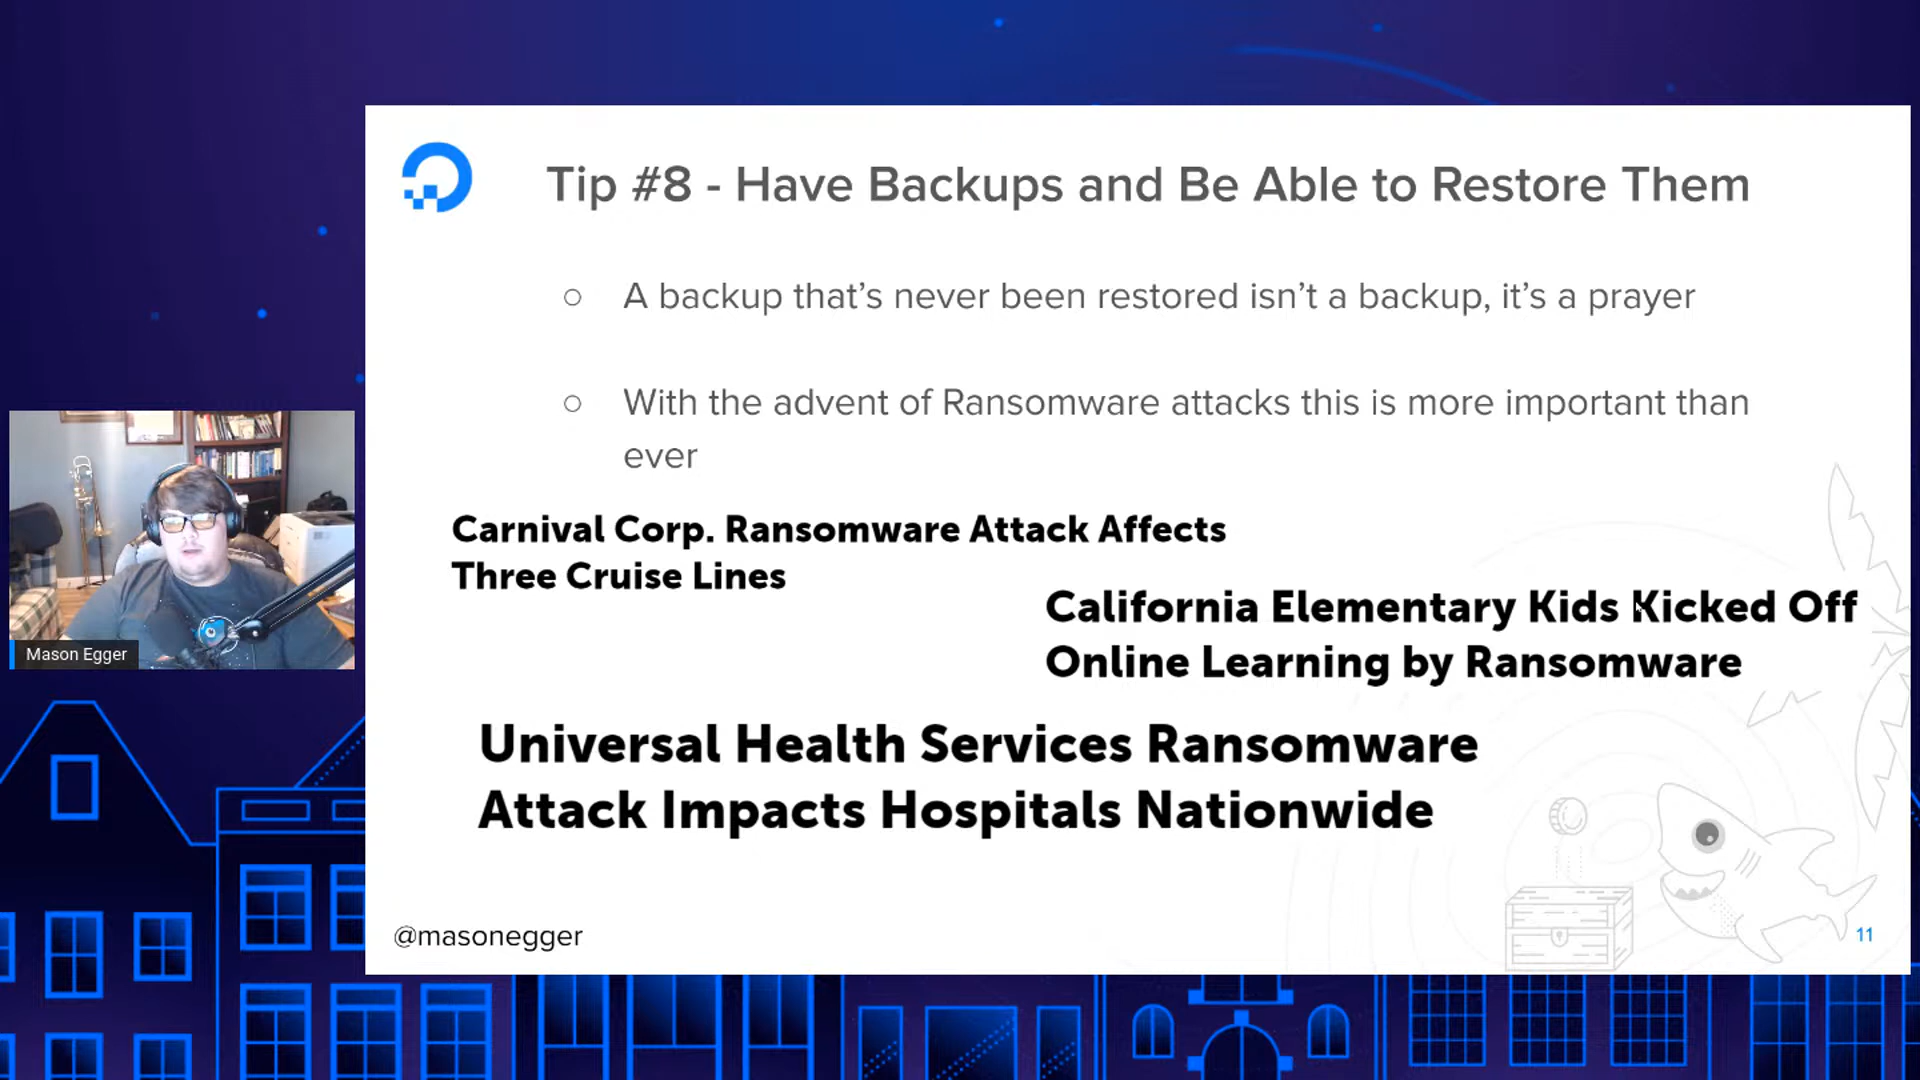 Tip #8 - Have Backups and Be Able to Restore Them
A backup that’s never been restored isn’t a backup, it’s a prayer
With the advent of Ransomware attacks this is more important than
ever
Carnival Corp. Ransomware Attack Affects
Three Cruise Lines
California Elementary Kids Kicked Off
Online Learning by Ransomware
Universal Health Services Ransomware
Attack Impacts Hospitals Nationwide
@masonegger
11
Mason Egger